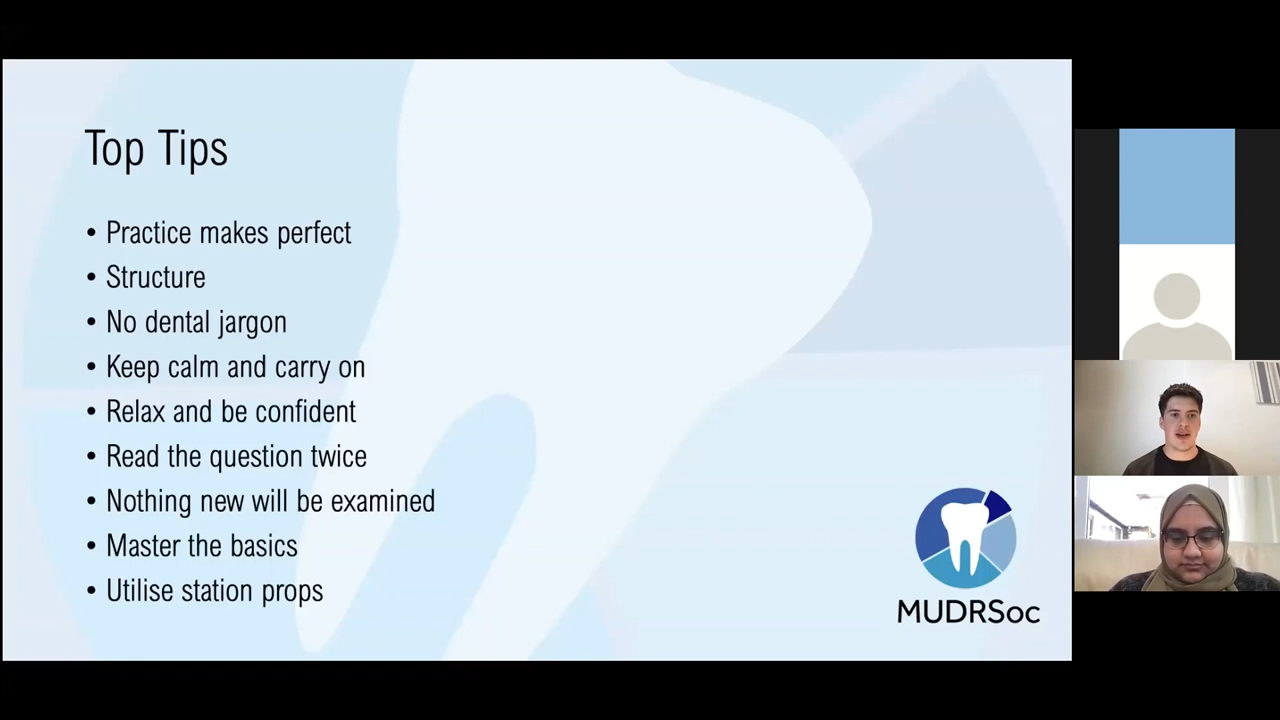 Top Tips
• Practice makes perfect
• Structure
• No dental jargon
• Keep calm and carry on
• Relax and be confident
• Read the question twice
• Nothing new will be examined
• Master the basics
• Utilise station props
MUDRSoc